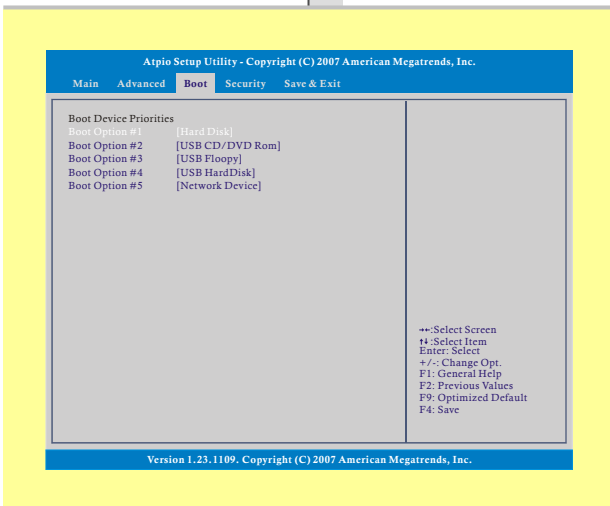 Atpio Setup Utility - Copyright (C) 2007 American Megatrends, Inc.
Main Advanced Boot Security Save & Exit
Boot Device Priorities
Boot Option #1 [Hard Disk]
Boot Option #2 [USB CD/DVD Rom]
Boot Option #3 [USB Floopy]
Boot Option #4 [USB HardDisk]
Boot Option #5 [Network Device]
→←:Select Screen
↑↓:Select Item
Enter: Select
+/-: Change Opt.
F1: General Help
F2: Previous Values
F9: Optimized Default
F4: Save
Version 1.23.1109. Copyright (C) 2007 American Megatrends, Inc.